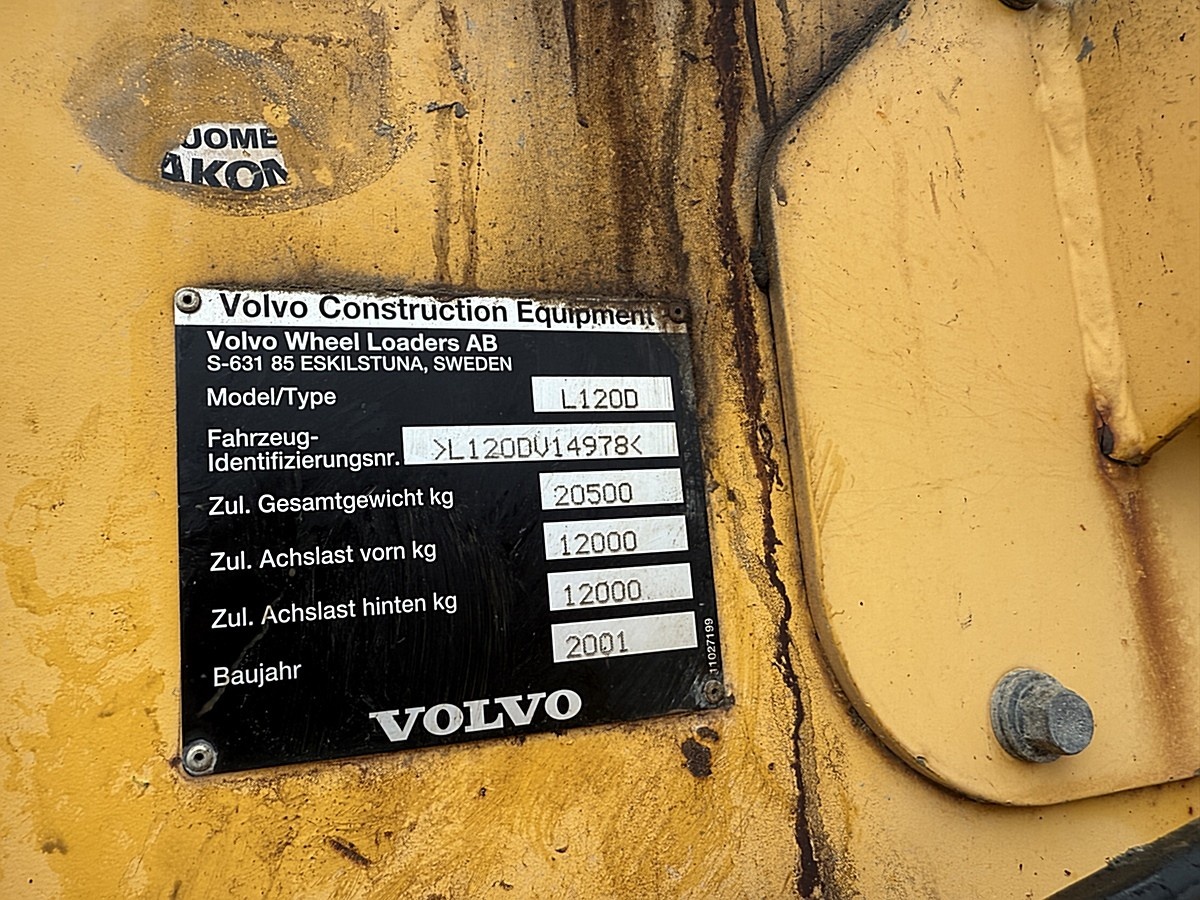 UOME
AKON
Volvo Construction Equipment
Volvo Wheel Loaders AB
S-631 85 ESKILSTUNA, SWEDEN
Model/Type L120D
Fahrzeug-
Identifizierungsnr. >L120DV14978<
Zul. Gesamtgewicht kg 20500
Zul. Achslast vorn kg 12000
Zul. Achslast hinten kg 12000
Baujahr 2001
11027199
VOLVO